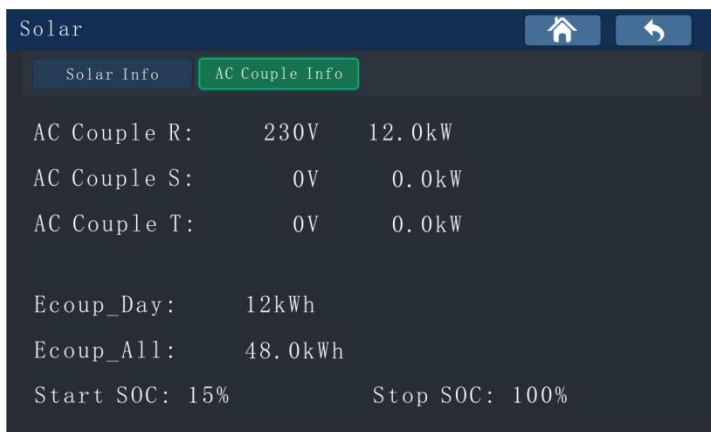 Solar
Solar Info AC Couple Info
AC Couple R: 230V 12.0kW
AC Couple S: 0V 0.0kW
AC Couple T: 0V 0.0kW
Ecoup_Day: 12kWh
Ecoup_All: 48.0kWh
Start SOC: 15% Stop SOC: 100%